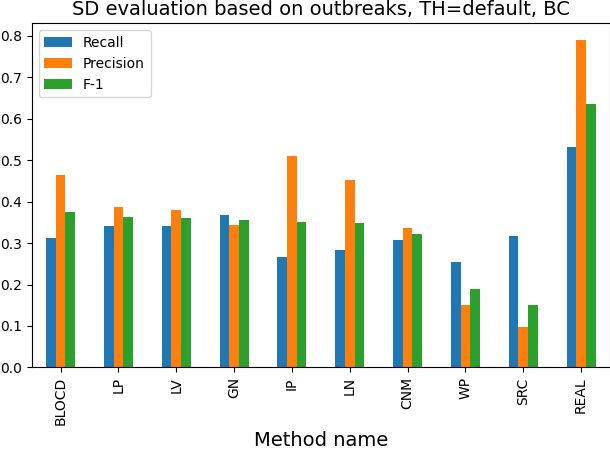 SD evaluation based on outbreaks, TH=default, BC
0.8
0.7
0.6
0.5
0.4
0.3
0.2
0.1
0.0
Recall
Precision
F-1
BLOCD
LP
LV
GN
IP
LN
CNM
WP
SRC
REAL
Method name